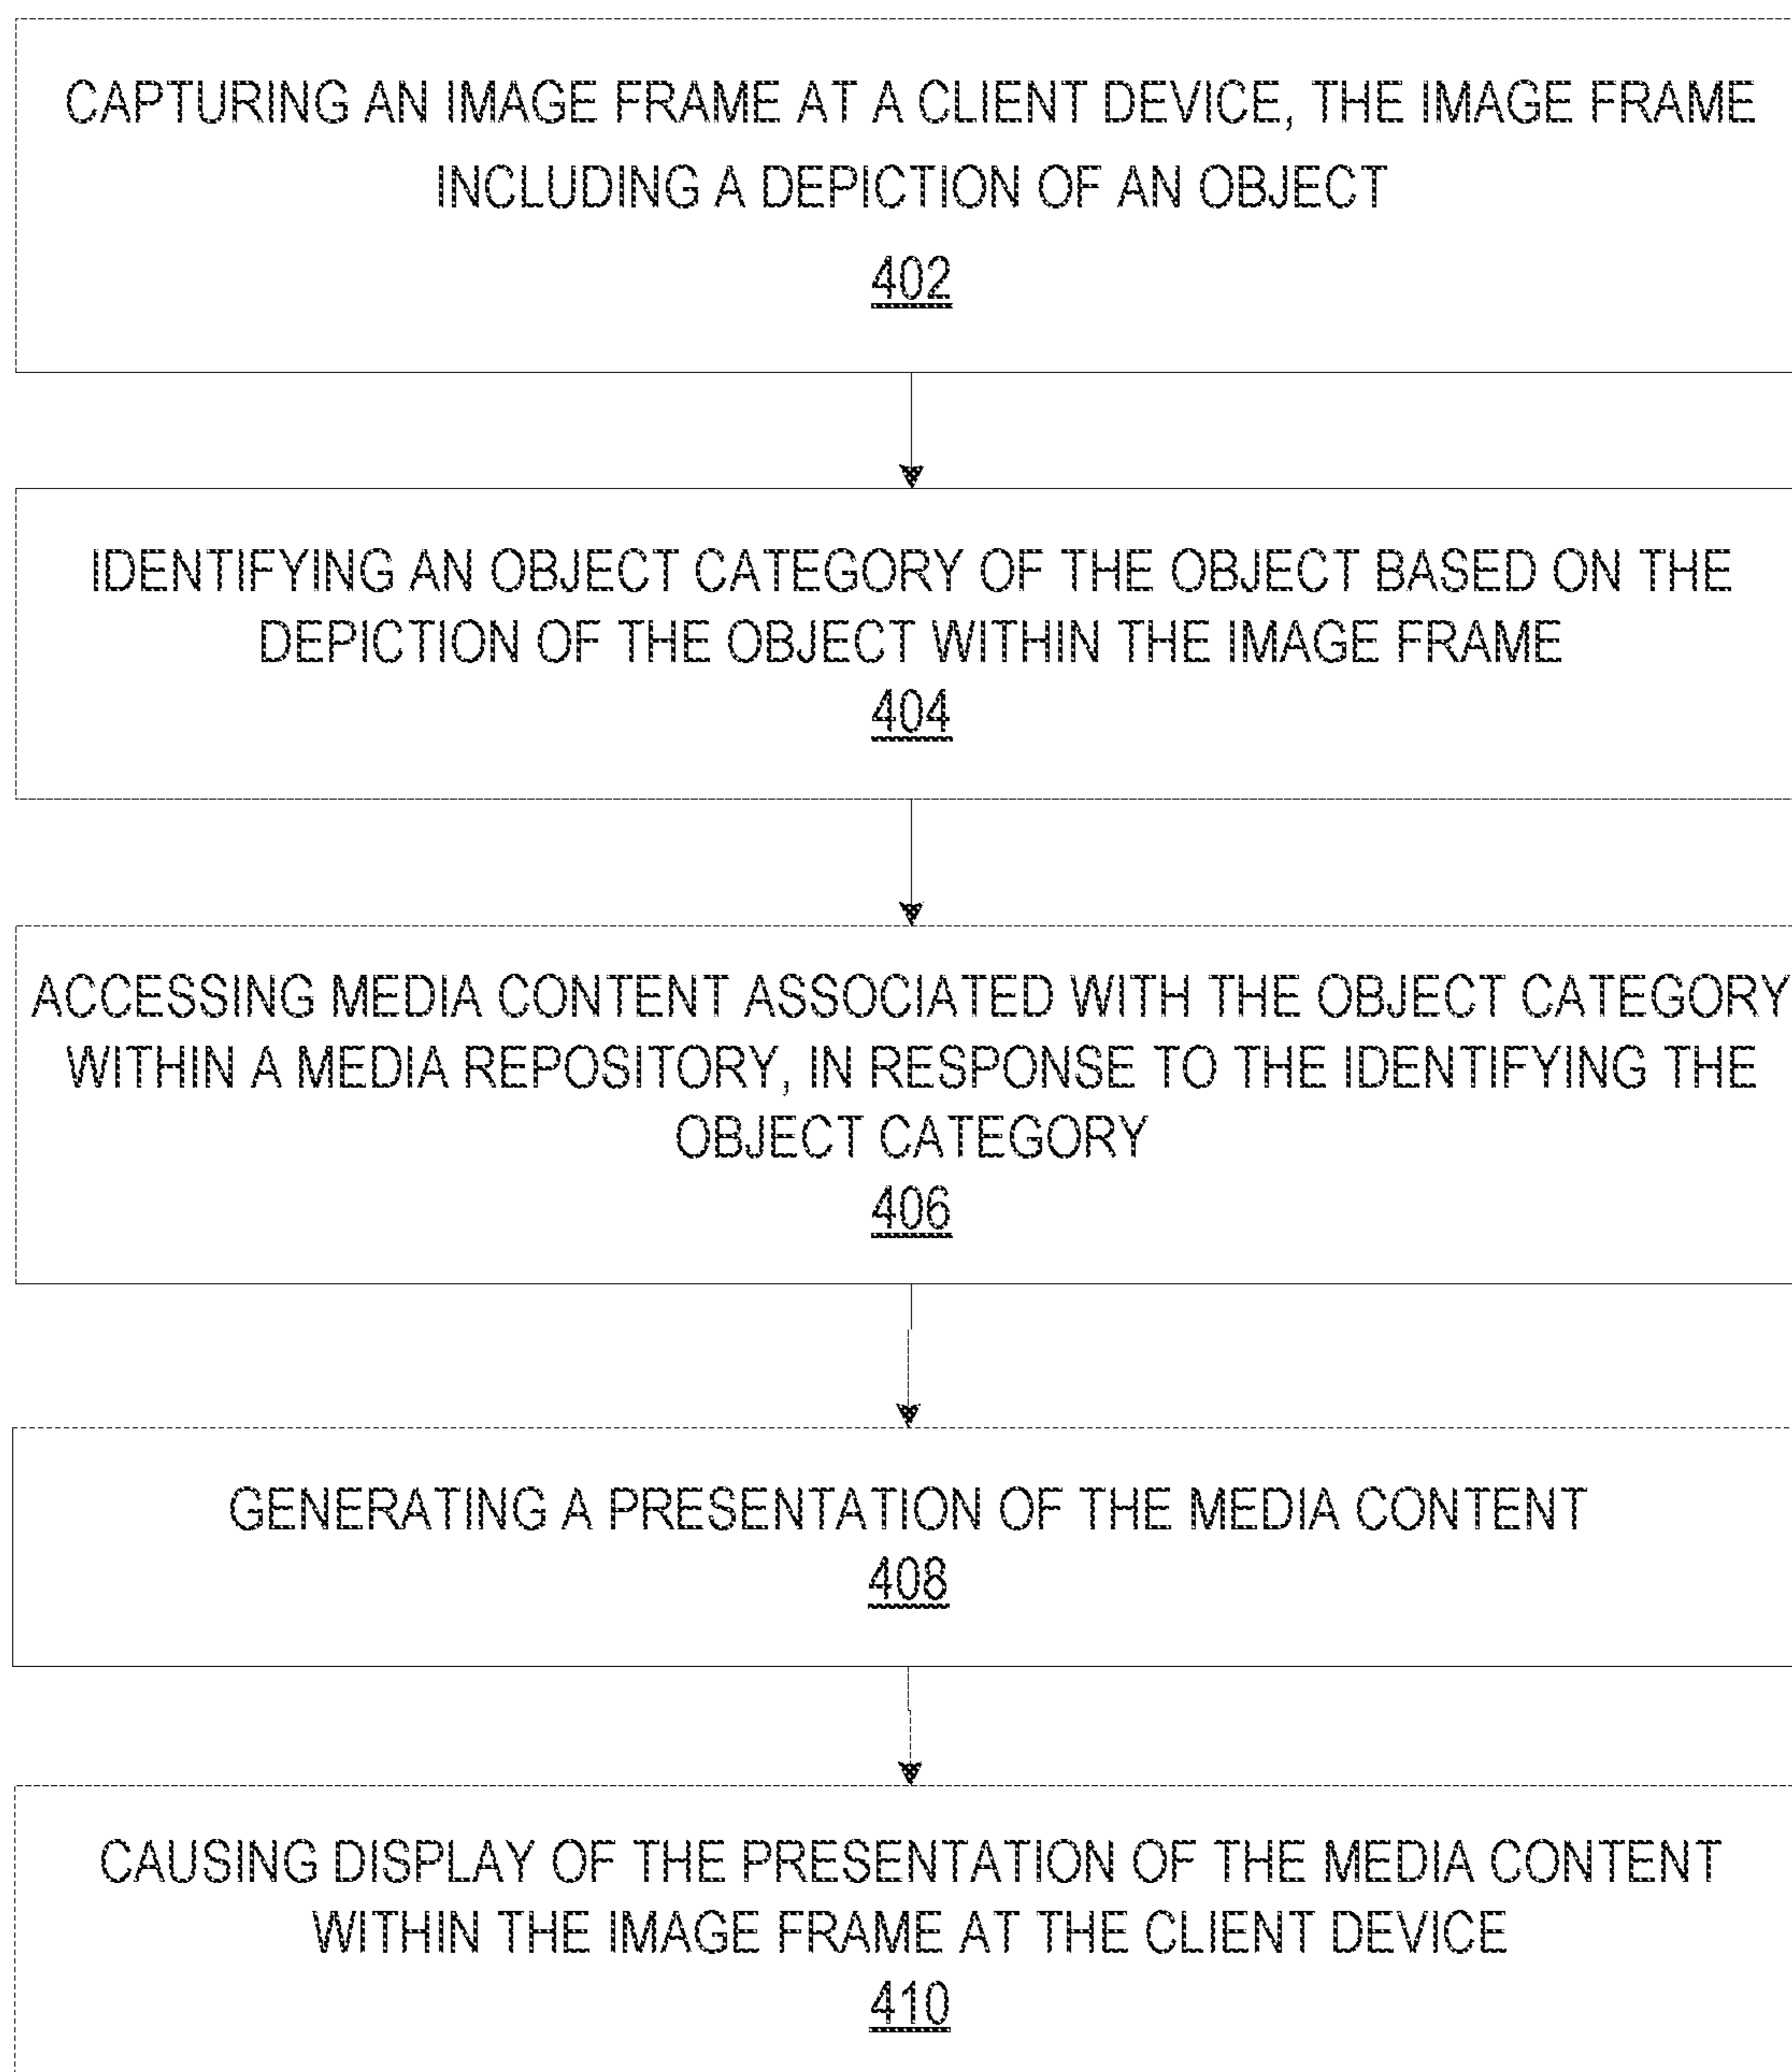 CAPTURING AN IMAGE FRAME AT A CLIENT DEVICE, THE IMAGE FRAME
INCLUDING A DEPICTION OF AN OBJECT
402
IDENTIFYING AN OBJECT CATEGORY OF THE OBJECT BASED ON THE
DEPICTION OF THE OBJECT WITHIN THE IMAGE FRAME
404
ACCESSING MEDIA CONTENT ASSOCIATED WITH THE OBJECT CATEGORY
WITHIN A MEDIA REPOSITORY, IN RESPONSE TO THE IDENTIFYING THE
OBJECT CATEGORY
406
GENERATING A PRESENTATION OF THE MEDIA CONTENT
408
CAUSING DISPLAY OF THE PRESENTATION OF THE MEDIA CONTENT
WITHIN THE IMAGE FRAME AT THE CLIENT DEVICE
410